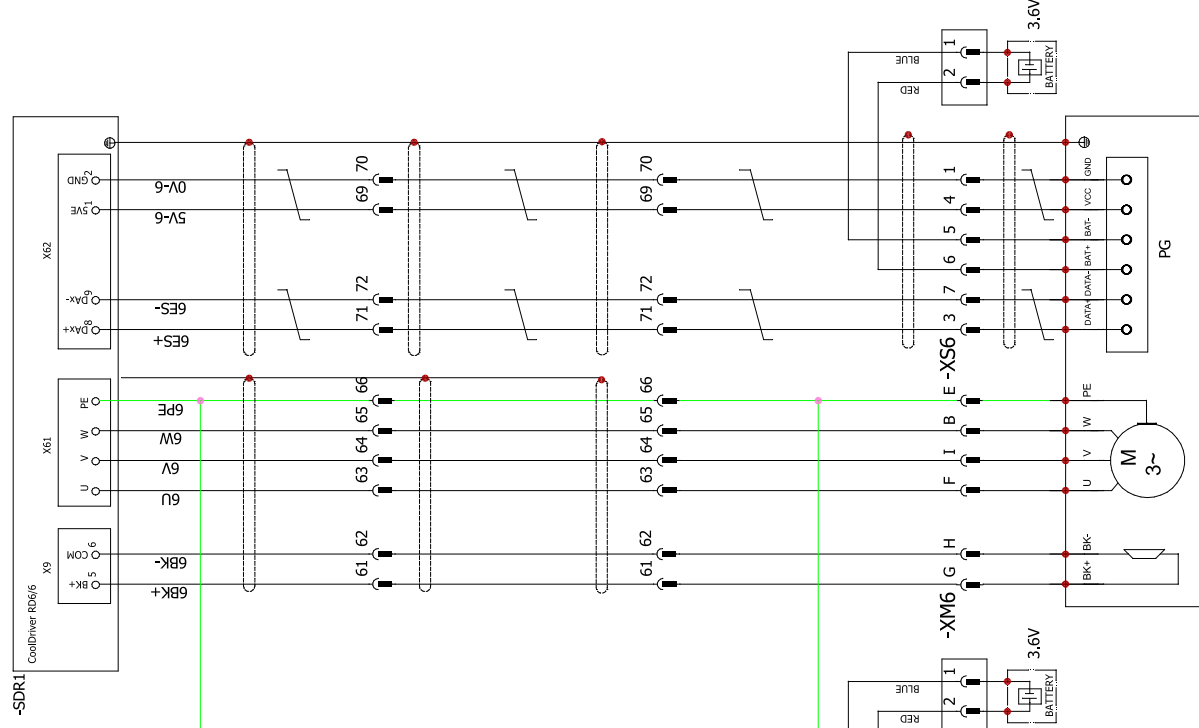 3.6V
BATTERY
1
2
BLUE
RED
-SDR1
CoolDriver RD6/6
X62
GND 2
5VE 1
DAx- 9
DAx+ 8
0V-6
5V-6
6ES-
6ES+
70
69
72
71
70
69
72
71
1
4
5
6
7
3
-XS6
GND
VCC
BAT-
BAT+
DATA-
DATA+
PG
X61
PE
W
V
U
6PE
6W
6V
6U
66
65
64
63
66
65
64
63
E
B
I
F
PE
W
V
U
M
3~
X9
COM 6
BK+ 5
6BK-
6BK+
62
61
62
61
H
G
-XM6
BK-
BK+
3.6V
BATTERY
1
2
BLUE
RED